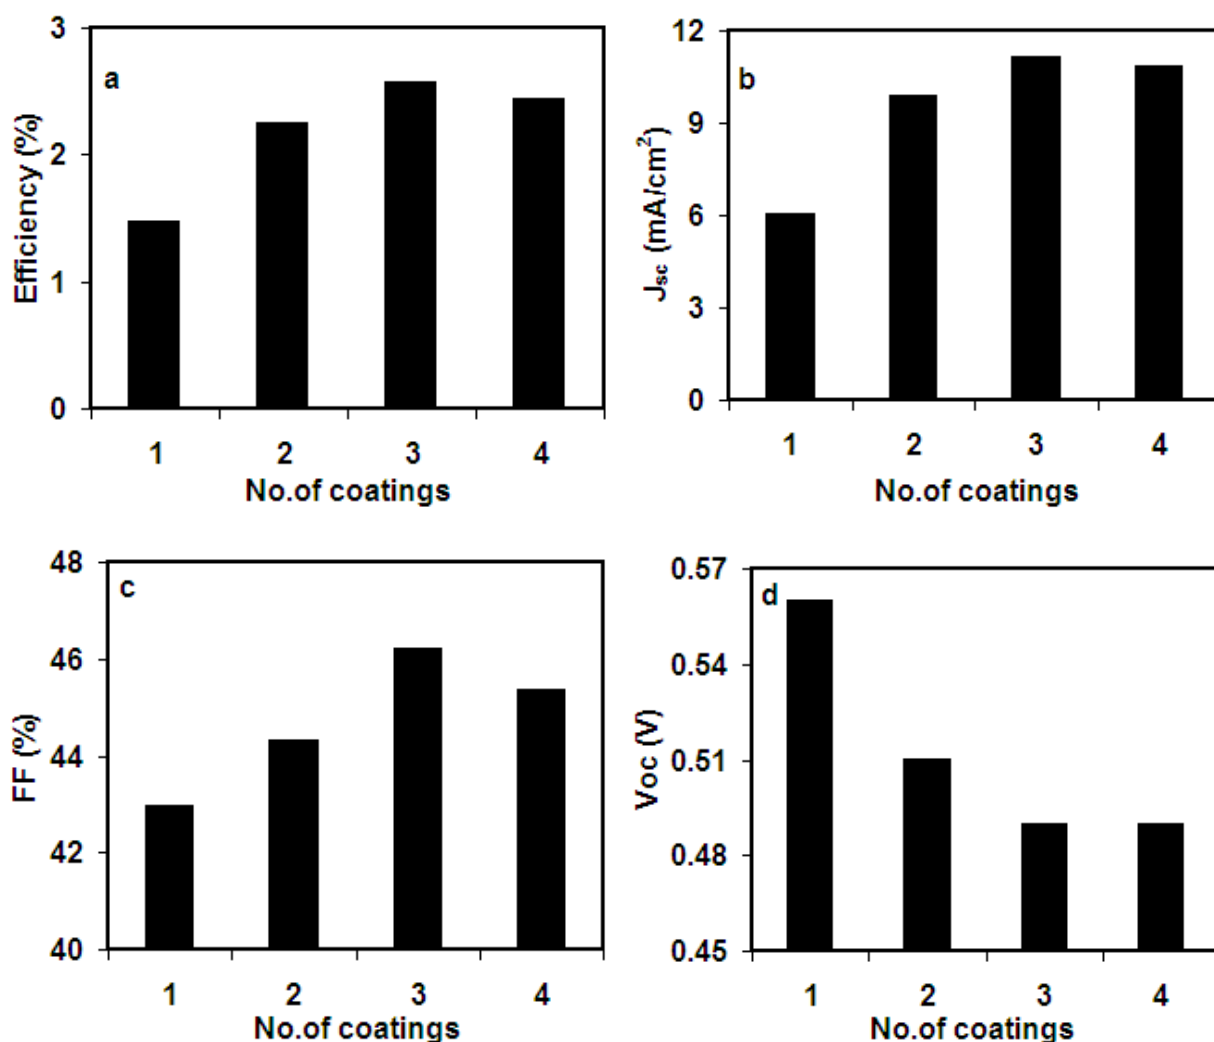 3
a
2
1
0
Efficiency (%)
1 2 3 4
No.of coatings
12
b
9
6
3
0
Jsc (mA/cm²)
1 2 3 4
No.of coatings
48
c
46
44
42
40
FF (%)
1 2 3 4
No.of coatings
0.57
d
0.54
0.51
0.48
0.45
Voc (V)
1 2 3 4
No.of coatings